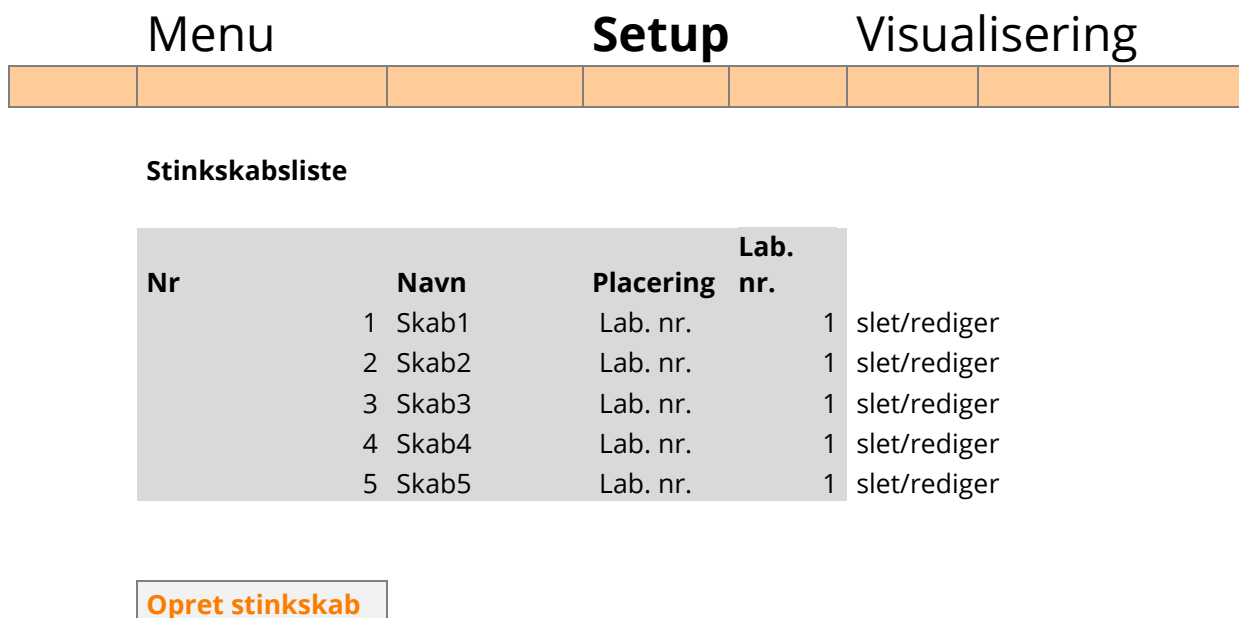 Menu Setup Visualisering
Stinkskabsliste
Nr Navn Placering Lab. nr.
1 Skab1 Lab. nr. 1 slet/rediger
2 Skab2 Lab. nr. 1 slet/rediger
3 Skab3 Lab. nr. 1 slet/rediger
4 Skab4 Lab. nr. 1 slet/rediger
5 Skab5 Lab. nr. 1 slet/rediger
Opret stinkskab